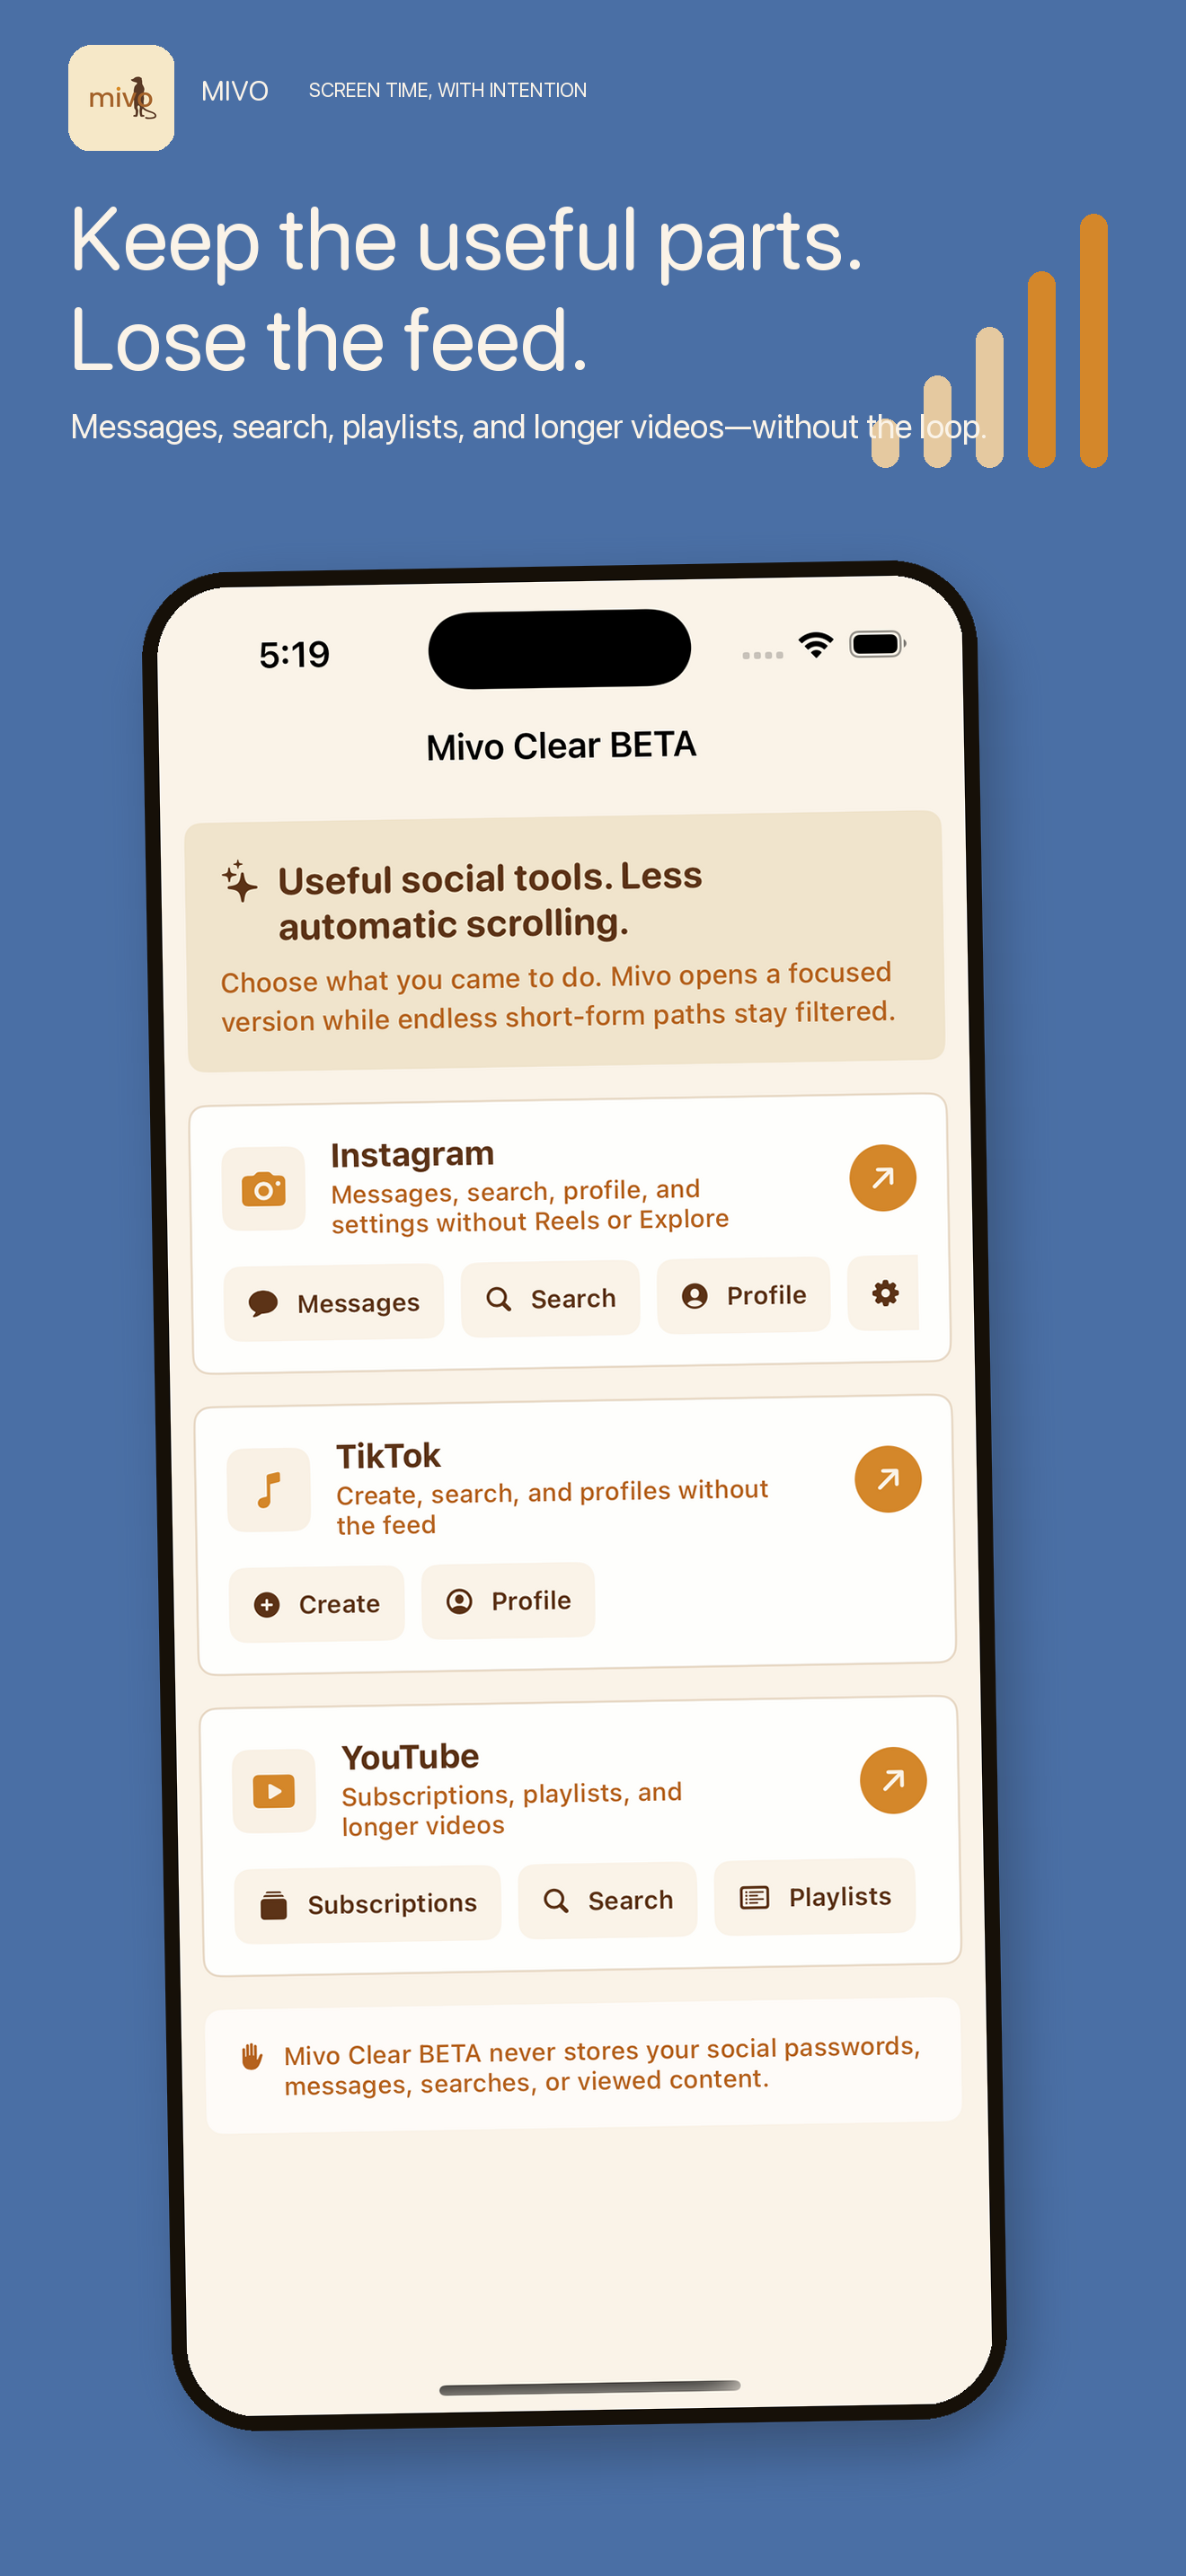 mivo
MIVO
SCREEN TIME, WITH INTENTION
Keep the useful parts.
Lose the feed.
Messages, search, playlists, and longer videos—without the loop.
5:19
Mivo Clear BETA
Useful social tools. Less
automatic scrolling.
Choose what you came to do. Mivo opens a focused
version while endless short-form paths stay filtered.
Instagram
Messages, search, profile, and
settings without Reels or Explore
Messages
Search
Profile
TikTok
Create, search, and profiles without
the feed
Create
Profile
YouTube
Subscriptions, playlists, and
longer videos
Subscriptions
Search
Playlists
Mivo Clear BETA never stores your social passwords,
messages, searches, or viewed content.